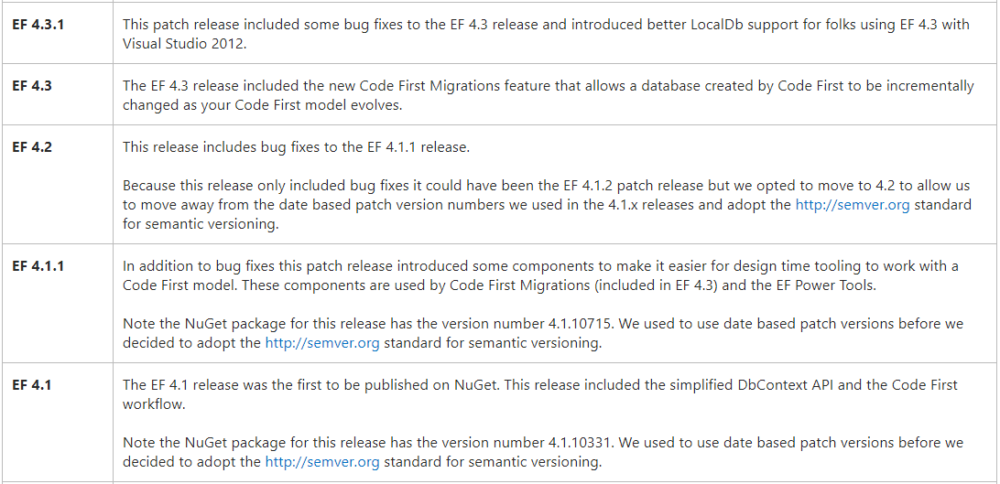 EF 4.3.1
This patch release included some bug fixes to the EF 4.3 release and introduced better LocalDb support for folks using EF 4.3 with
Visual Studio 2012.
EF 4.3
The EF 4.3 release included the new Code First Migrations feature that allows a database created by Code First to be incrementally
changed as your Code First model evolves.
EF 4.2
This release includes bug fixes to the EF 4.1.1 release.
Because this release only included bug fixes it could have been the EF 4.1.2 patch release but we opted to move to 4.2 to allow us
to move away from the date based patch version numbers we used in the 4.1.x releases and adopt the http://semver.org standard
for semantic versioning.
EF 4.1.1
In addition to bug fixes this patch release introduced some components to make it easier for design time tooling to work with a
Code First model. These components are used by Code First Migrations (included in EF 4.3) and the EF Power Tools.
Note the NuGet package for this release has the version number 4.1.10715. We used to use date based patch versions before we
decided to adopt the http://semver.org standard for semantic versioning.
EF 4.1
The EF 4.1 release was the first to be published on NuGet. This release included the simplified DbContext API and the Code First
workflow.
Note the NuGet package for this release has the version number 4.1.10331. We used to use date based patch versions before we
decided to adopt the http://semver.org standard for semantic versioning.